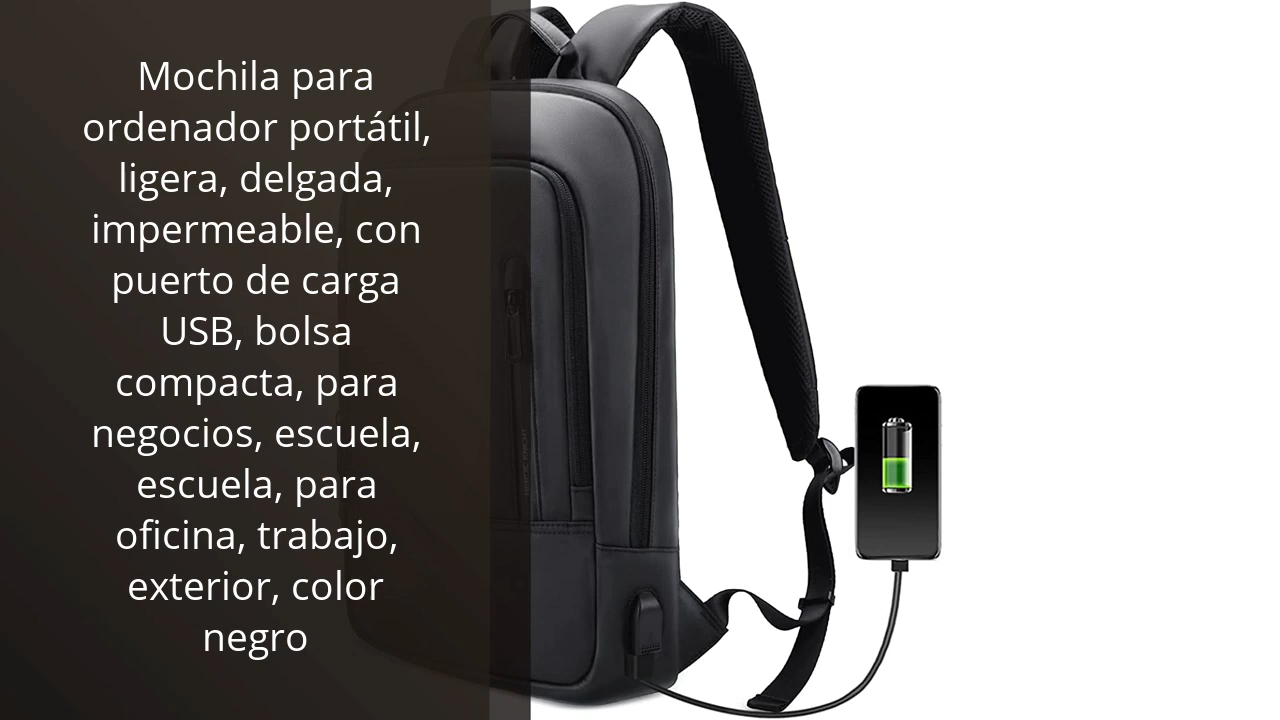 Mochila para
ordenador portátil,
ligera, delgada,
impermeable, con
puerto de carga
USB, bolsa
compacta, para
negocios, escuela,
escuela, para
oficina, trabajo,
exterior, color
negro